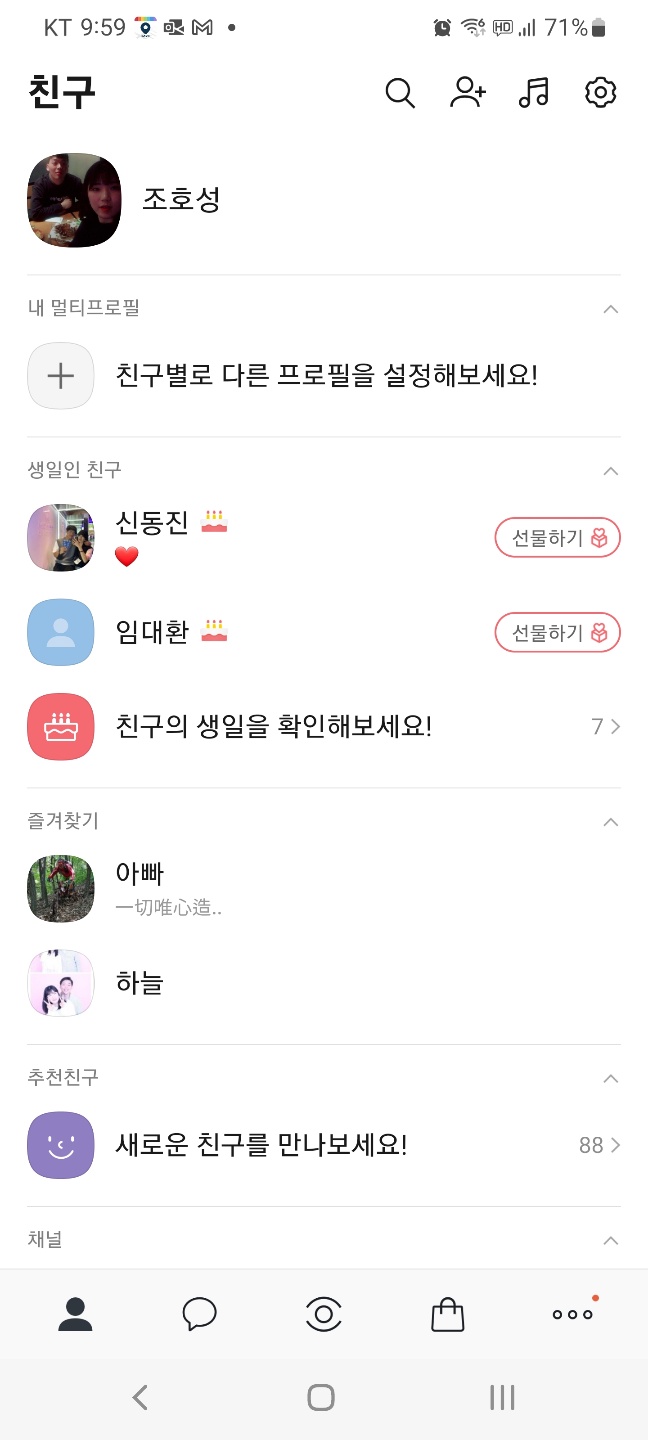 KT 9:59
HD 71%
친구
조호성
내 멀티프로필
친구별로 다른 프로필을 설정해보세요!
생일인 친구
신동진
선물하기
임대환
선물하기
친구의 생일을 확인해보세요!
7
즐겨찾기
아빠
一切唯心造..
하늘
추천친구
새로운 친구를 만나보세요!
88
채널